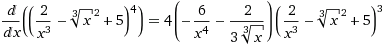 d/dx((2/x³ − ∛x² + 5)⁴) = 4(−6/x⁴ − 2/(3∛x))(2/x³ − ∛x² + 5)³